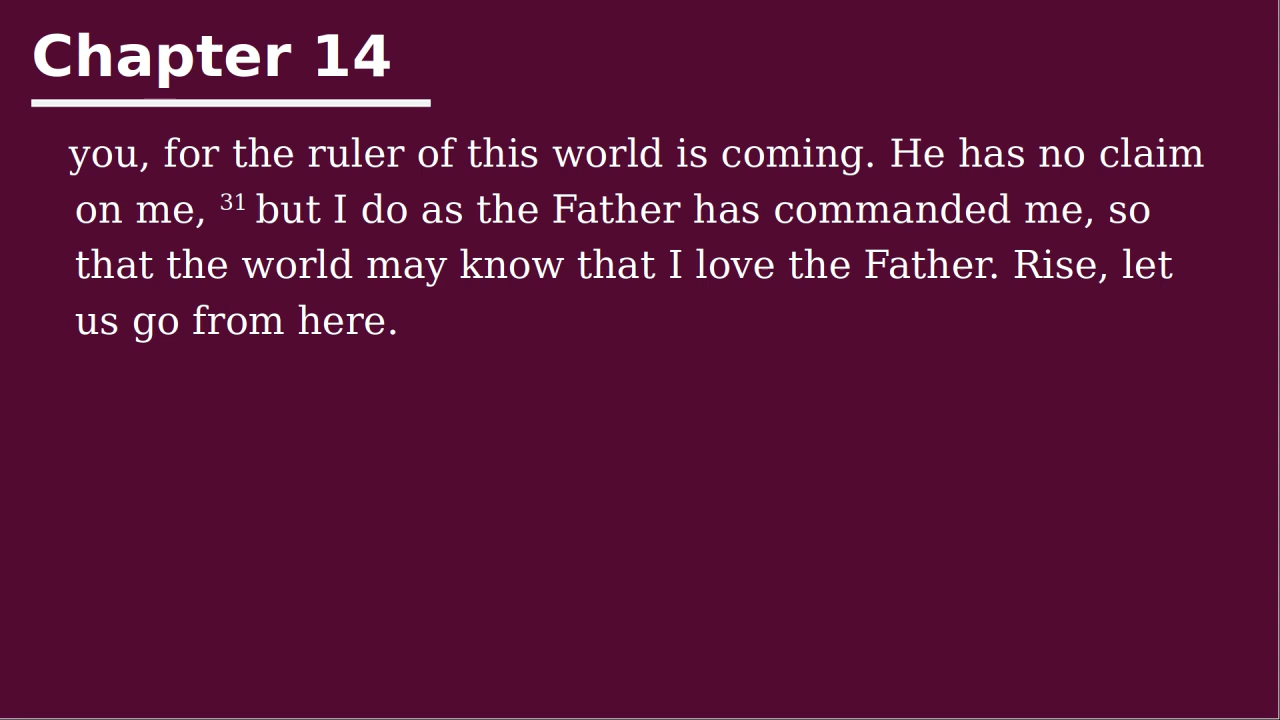 Chapter 14
you, for the ruler of this world is coming. He has no claim
on me, 31 but I do as the Father has commanded me, so
that the world may know that I love the Father. Rise, let
us go from here.